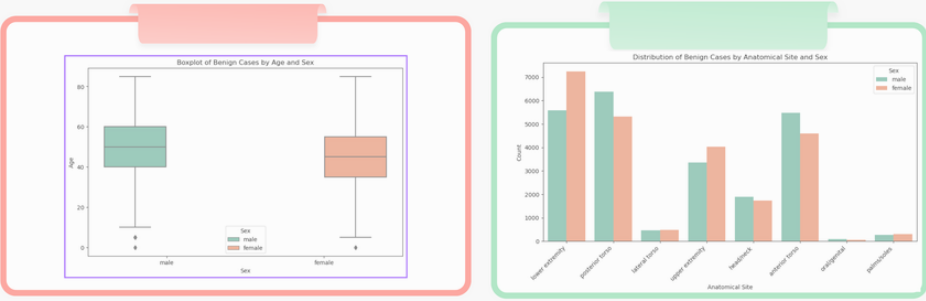 Boxplot of Benign Cases by Age and Sex
Age
80
60
40
20
0
Sex
male
female
male female
Sex
Distribution of Benign Cases by Anatomical Site and Sex
Sex
male
female
Count
7000
6000
5000
4000
3000
2000
1000
0
lower extremity
posterior torso
lateral torso
upper extremity
head/neck
anterior torso
oral/genital
palms/soles
Anatomical Site